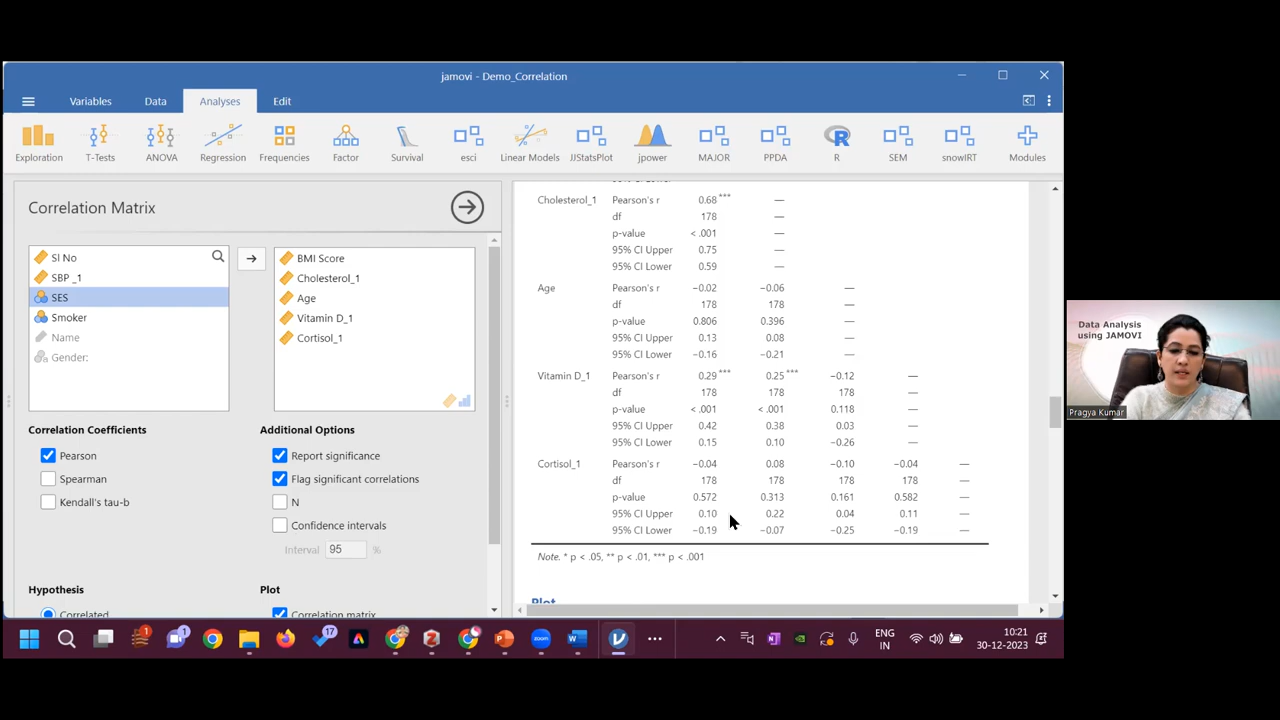 jamovi - Demo_Correlation
Variables Data Analyses Edit
Exploration T-Tests ANOVA Regression Frequencies Factor Survival esci Linear Models JJStatsPlot jpower MAJOR PPDA R SEM snowIRT Modules
Correlation Matrix
Sl No
SBP _1
SES
Smoker
Name
Gender:
BMI Score
Cholesterol_1
Age
Vitamin D_1
Cortisol_1
Correlation Coefficients
Pearson
Spearman
Kendall's tau-b
Additional Options
Report significance
Flag significant correlations
N
Confidence intervals
Interval 95 %
Hypothesis
Correlated
Plot
Correlation matrix
Cholesterol_1 Pearson's r 0.68 *** —
df 178 —
p-value < .001 —
95% CI Upper 0.75 —
95% CI Lower 0.59 —
Age Pearson's r −0.02 −0.06 —
df 178 178 —
p-value 0.806 0.396 —
95% CI Upper 0.13 0.08 —
95% CI Lower −0.16 −0.21 —
Vitamin D_1 Pearson's r 0.29 *** 0.25 *** −0.12 —
df 178 178 178 —
p-value < .001 < .001 0.118 —
95% CI Upper 0.42 0.38 0.03 —
95% CI Lower 0.15 0.10 −0.26 —
Cortisol_1 Pearson's r −0.04 0.08 −0.10 −0.04 —
df 178 178 178 178 —
p-value 0.572 0.313 0.161 0.582 —
95% CI Upper 0.10 0.22 0.04 0.11 —
95% CI Lower −0.19 −0.07 −0.25 −0.19 —
Note. * p < .05, ** p < .01, *** p < .001
Plot
Data Analysis
using JAMOVI
Pragya Kumar
1
1
17
zoom
ENG
IN
10:21
30-12-2023